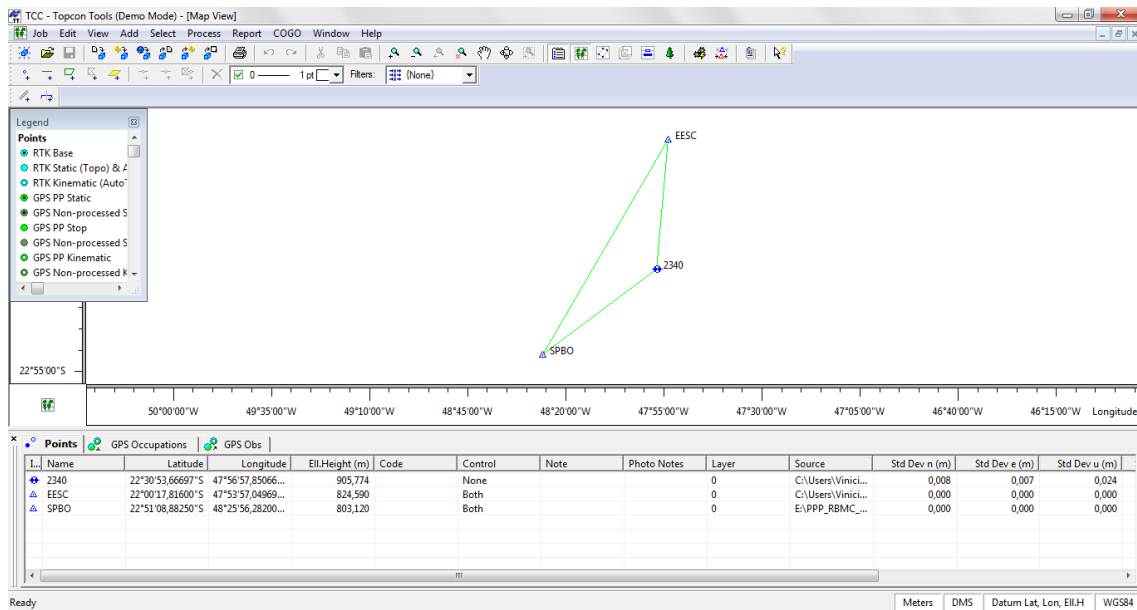 TCC - Topcon Tools (Demo Mode) - [Map View]
Job Edit View Add Select Process Report COGO Window Help
0 1 pt Filters: {None}
Legend
Points
RTK Base
RTK Static (Topo) & A
RTK Kinematic (Auto
GPS PP Static
GPS Non-processed S
GPS PP Stop
GPS Non-processed S
GPS PP Kinematic
GPS Non-processed K
EESC
2340
SPBO
22°55'00"S
50°00'00"W 49°35'00"W 49°10'00"W 48°45'00"W 48°20'00"W 47°55'00"W 47°30'00"W 47°05'00"W 46°40'00"W 46°15'00"W Longitude
Points GPS Occupations GPS Obs
I... Name Latitude Longitude Ell.Height (m) Code Control Note Photo Notes Layer Source Std Dev n (m) Std Dev e (m) Std Dev u (m)
2340 22°30'53,66697"S 47°56'57,85066... 905,774 None 0 C:\Users\Vinici... 0,008 0,007 0,024
EESC 22°00'17,81600"S 47°53'57,04969... 824,590 Both 0 C:\Users\Vinici... 0,000 0,000 0,000
SPBO 22°51'08,88250"S 48°25'56,28200... 803,120 Both 0 E:\PPP_RBMC_... 0,000 0,000 0,000
Ready Meters DMS Datum Lat, Lon, Ell.H WGS84